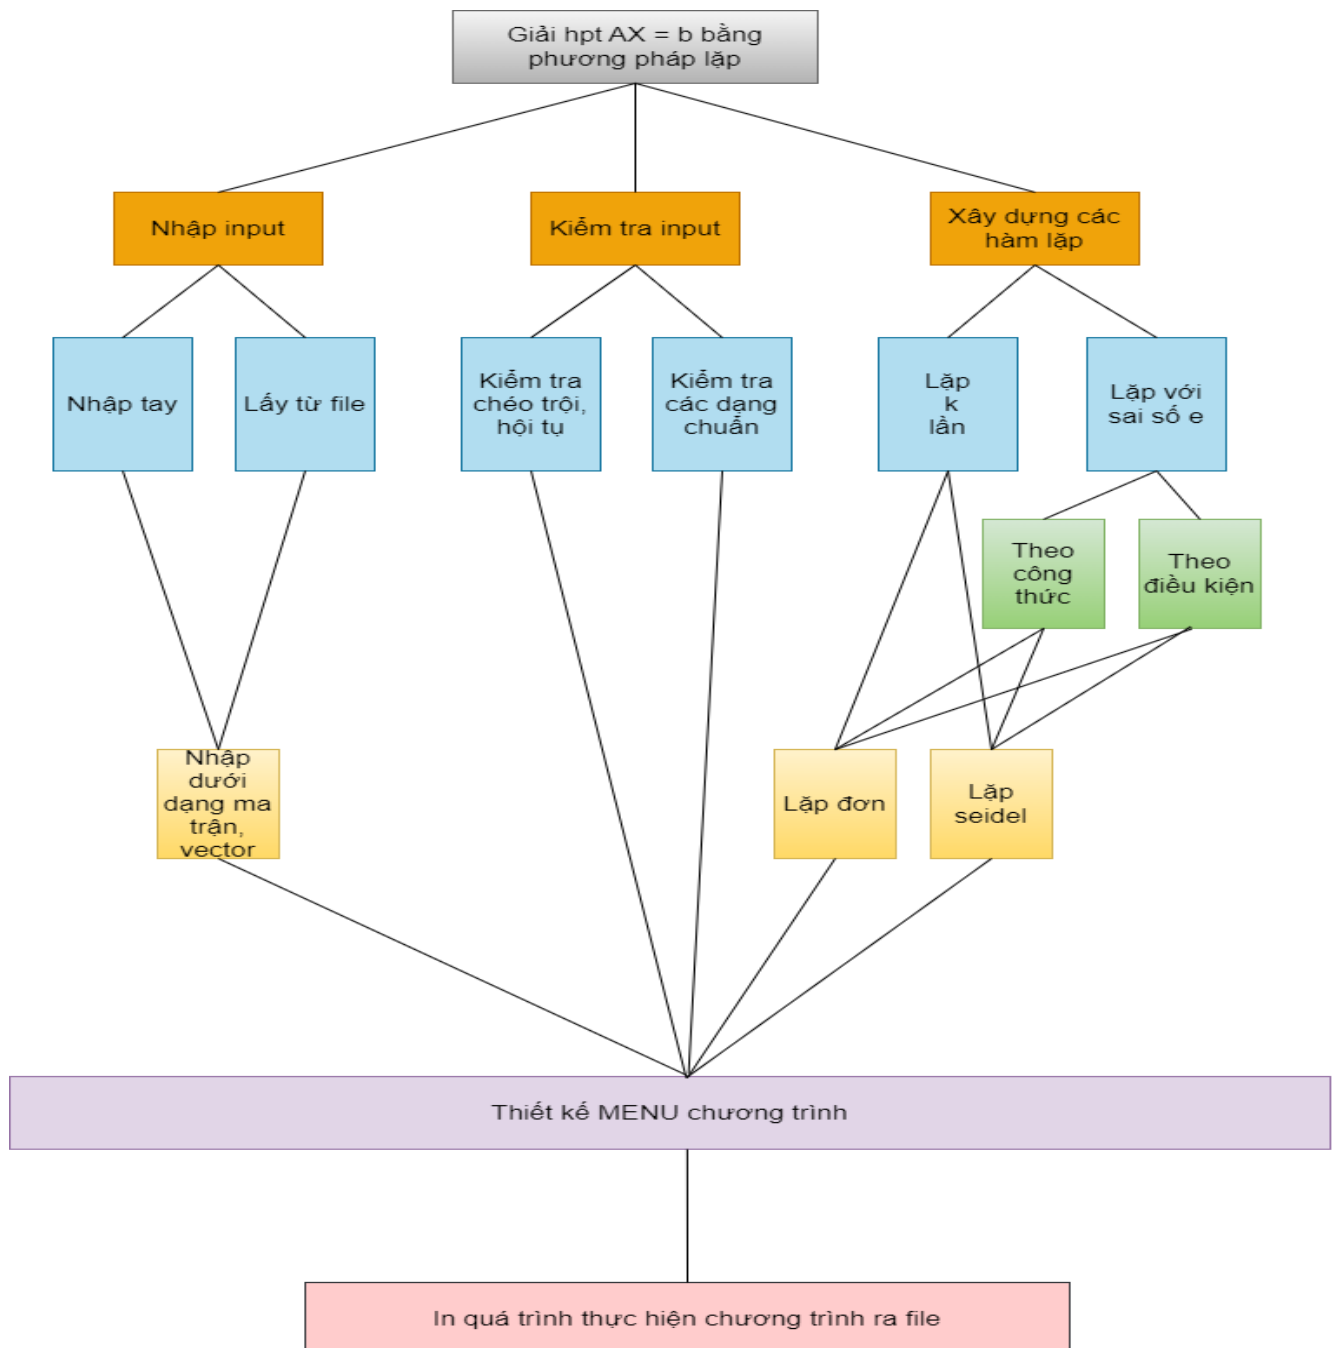 Giải hpt AX = b bằng
phương pháp lặp
Nhập input
Kiểm tra input
Xây dựng các
hàm lặp
Nhập tay
Lấy từ file
Kiểm tra
chéo trội,
hội tụ
Kiểm tra
các dạng
chuẩn
Lặp
k
lần
Lặp với
sai số e
Theo
công
thức
Theo
điều kiện
Nhập
dưới
dạng ma
trận,
vector
Lặp đơn
Lặp
seidel
Thiết kế MENU chương trình
In quá trình thực hiện chương trình ra file